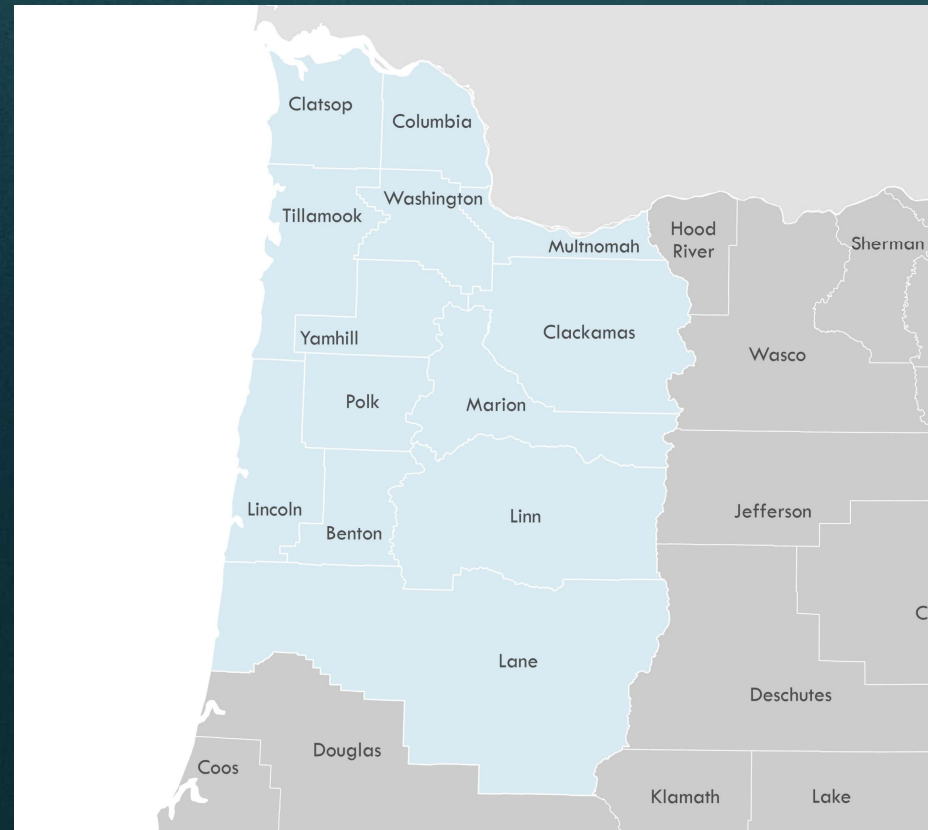 Clatsop
Columbia
Washington
Tillamook
Hood
River
Multnomah
Sherman
Clackamas
Yamhill
Wasco
Polk
Marion
Lincoln
Jefferson
Linn
Benton
Lane
Deschutes
Douglas
Coos
Klamath
Lake